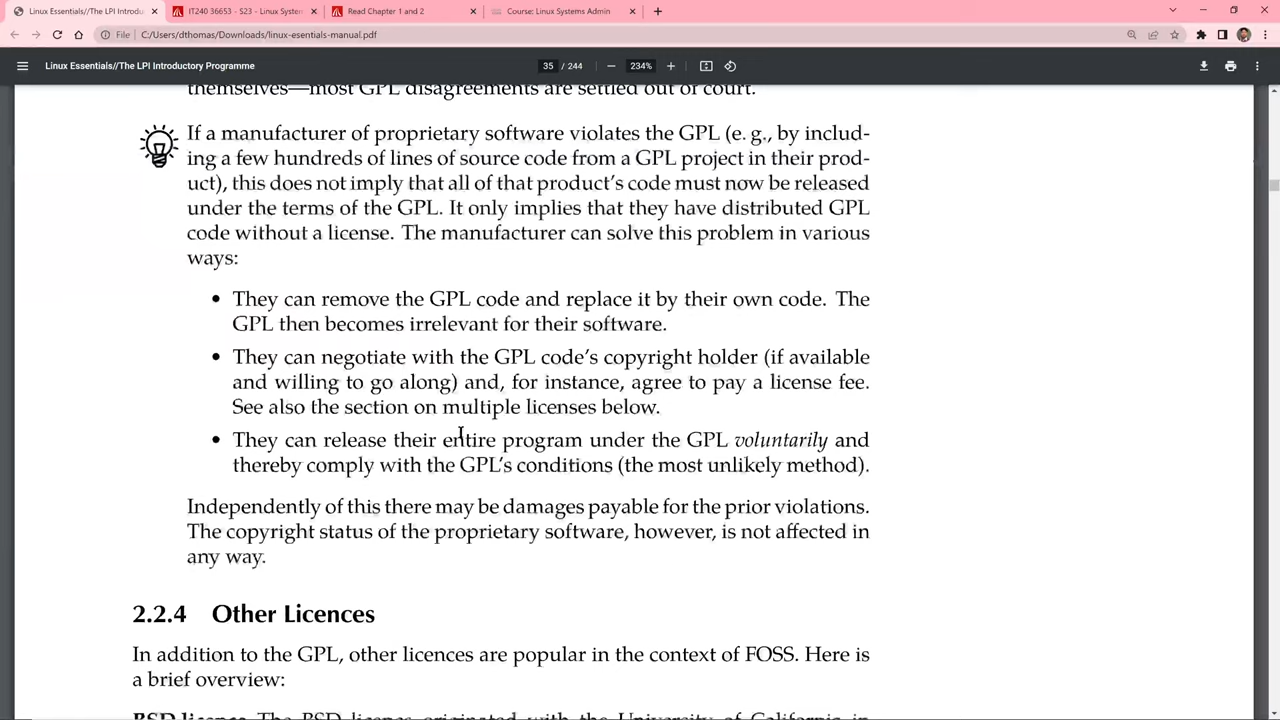 Linux Essentials//The LPI Introdu
IT240 36653 - S23 - Linux System
Read Chapter 1 and 2
Course: Linux Systems Admin
File
C:/Users/dthomas/Downloads/linux-esentials-manual.pdf
Linux Essentials//The LPI Introductory Programme
35 / 244
234%
themselves—most GPL disagreements are settled out of court.
If a manufacturer of proprietary software violates the GPL (e. g., by includ-
ing a few hundreds of lines of source code from a GPL project in their prod-
uct), this does not imply that all of that product's code must now be released
under the terms of the GPL. It only implies that they have distributed GPL
code without a license. The manufacturer can solve this problem in various
ways:
• They can remove the GPL code and replace it by their own code. The
GPL then becomes irrelevant for their software.
• They can negotiate with the GPL code's copyright holder (if available
and willing to go along) and, for instance, agree to pay a license fee.
See also the section on multiple licenses below.
• They can release their entire program under the GPL voluntarily and
thereby comply with the GPL's conditions (the most unlikely method).
Independently of this there may be damages payable for the prior violations.
The copyright status of the proprietary software, however, is not affected in
any way.
2.2.4 Other Licences
In addition to the GPL, other licences are popular in the context of FOSS. Here is
a brief overview:
BSD licence The BSD licence originated with the University of California in